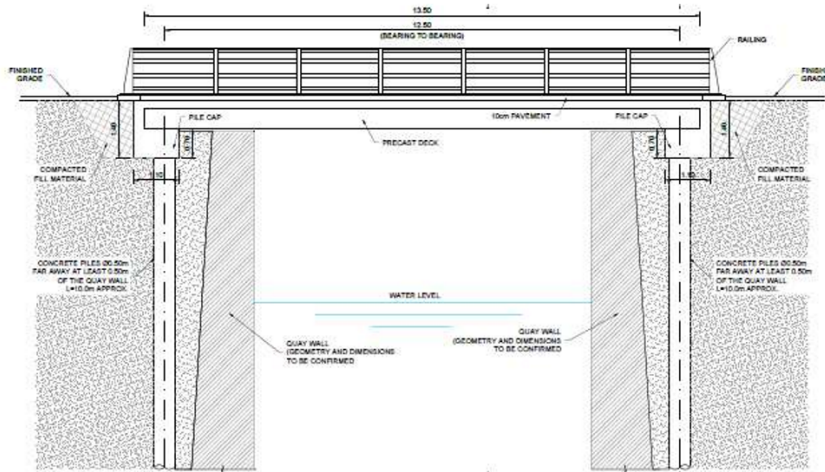 13.50
12.50
(BEARING TO BEARING)
RAILING
FINISHED
GRADE
FINISH
GRADE
PILE CAP
10cm PAVEMENT
PILE CAP
1.40
0.70
PRECAST DECK
0.70
1.40
COMPACTED
FILL MATERIAL
COMPACTED
FILL MATERIAL
1.10
1.10
CONCRETE PILES Ø0.50m
FAR AWAY AT LEAST 0.50m
OF THE QUAY WALL
L=10.0m APPROX.
CONCRETE PILES Ø0.50m
FAR AWAY AT LEAST 0.50m
OF THE QUAY WALL
L=10.0m APPROX.
WATER LEVEL
QUAY WALL
(GEOMETRY AND DIMENSIONS
TO BE CONFIRMED
QUAY WALL
(GEOMETRY AND DIMENSIONS
TO BE CONFIRMED